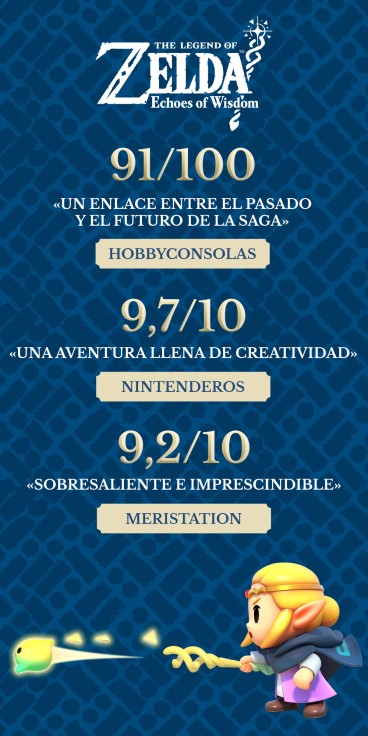 THE LEGEND OF
ZELDA
Echoes of Wisdom
91/100
«UN ENLACE ENTRE EL PASADO
Y EL FUTURO DE LA SAGA»
HOBBYCONSOLAS
9,7/10
«UNA AVENTURA LLENA DE CREATIVIDAD»
NINTENDEROS
9,2/10
«SOBRESALIENTE E IMPRESCINDIBLE»
MERISTATION